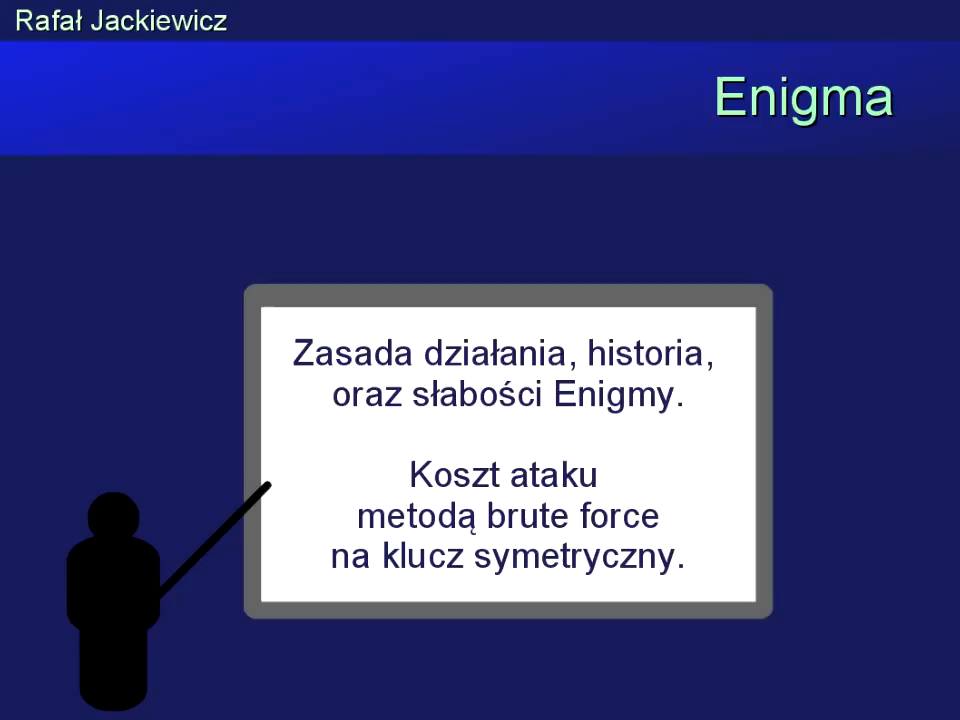 Rafał Jackiewicz
Enigma
Zasada działania, historia,
oraz słabości Enigmy.
Koszt ataku
metodą brute force
na klucz symetryczny.